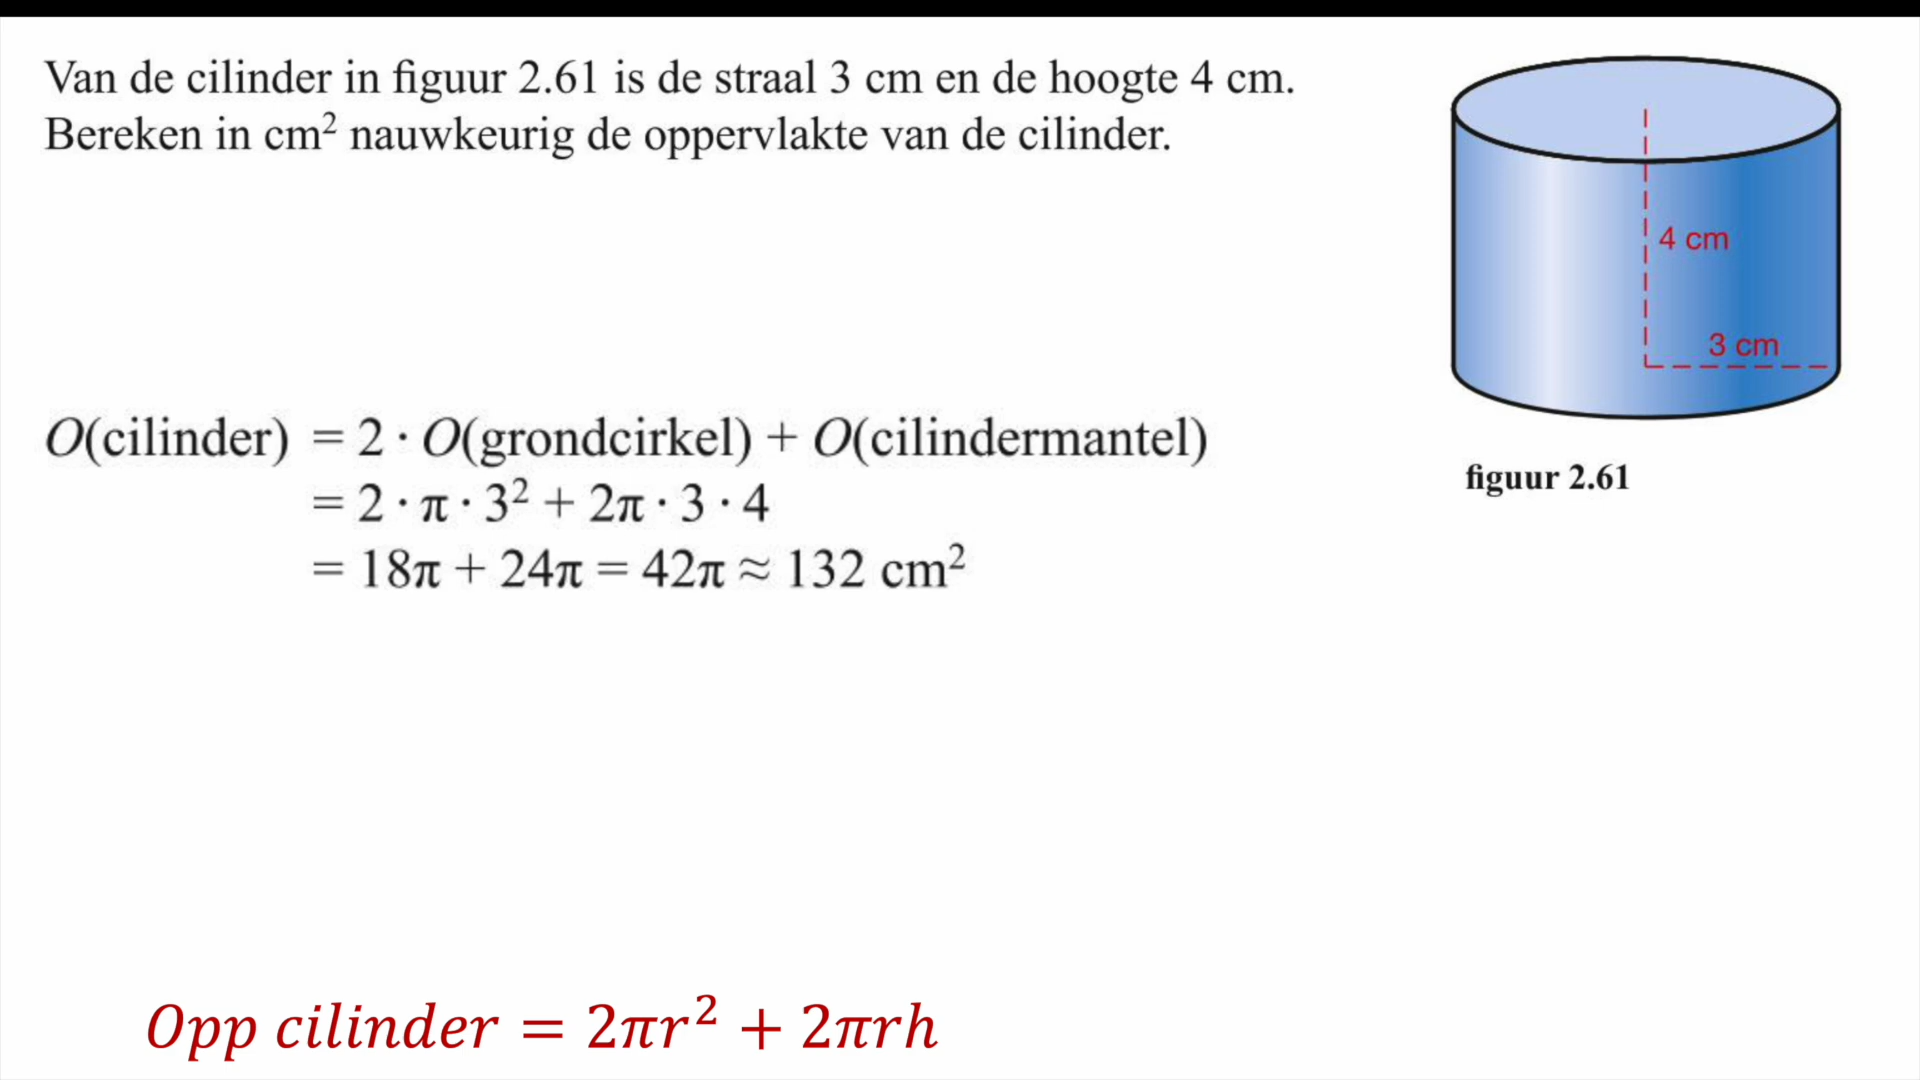 Van de cilinder in figuur 2.61 is de straal 3 cm en de hoogte 4 cm.
Bereken in cm² nauwkeurig de oppervlakte van de cilinder.
4 cm
3 cm
figuur 2.61
O(cilinder) = 2 · O(grondcirkel) + O(cilindermantel)
= 2 · π · 3² + 2π · 3 · 4
= 18π + 24π = 42π ≈ 132 cm²
Opp cilinder = 2πr² + 2πrh